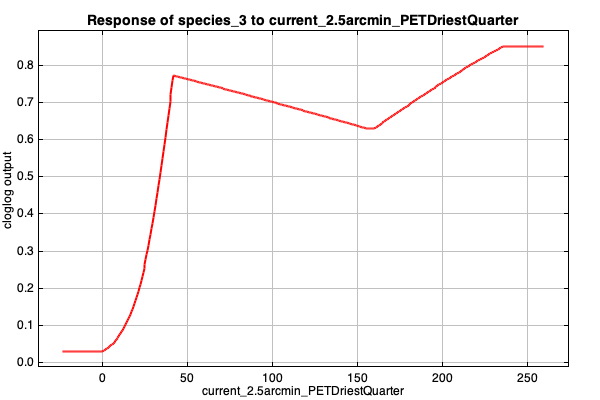 Response of species_3 to current_2.5arcmin_PETDriestQuarter
cloglog output
0.8
0.7
0.6
0.5
0.4
0.3
0.2
0.1
0.0
0 50 100 150 200 250
current_2.5arcmin_PETDriestQuarter